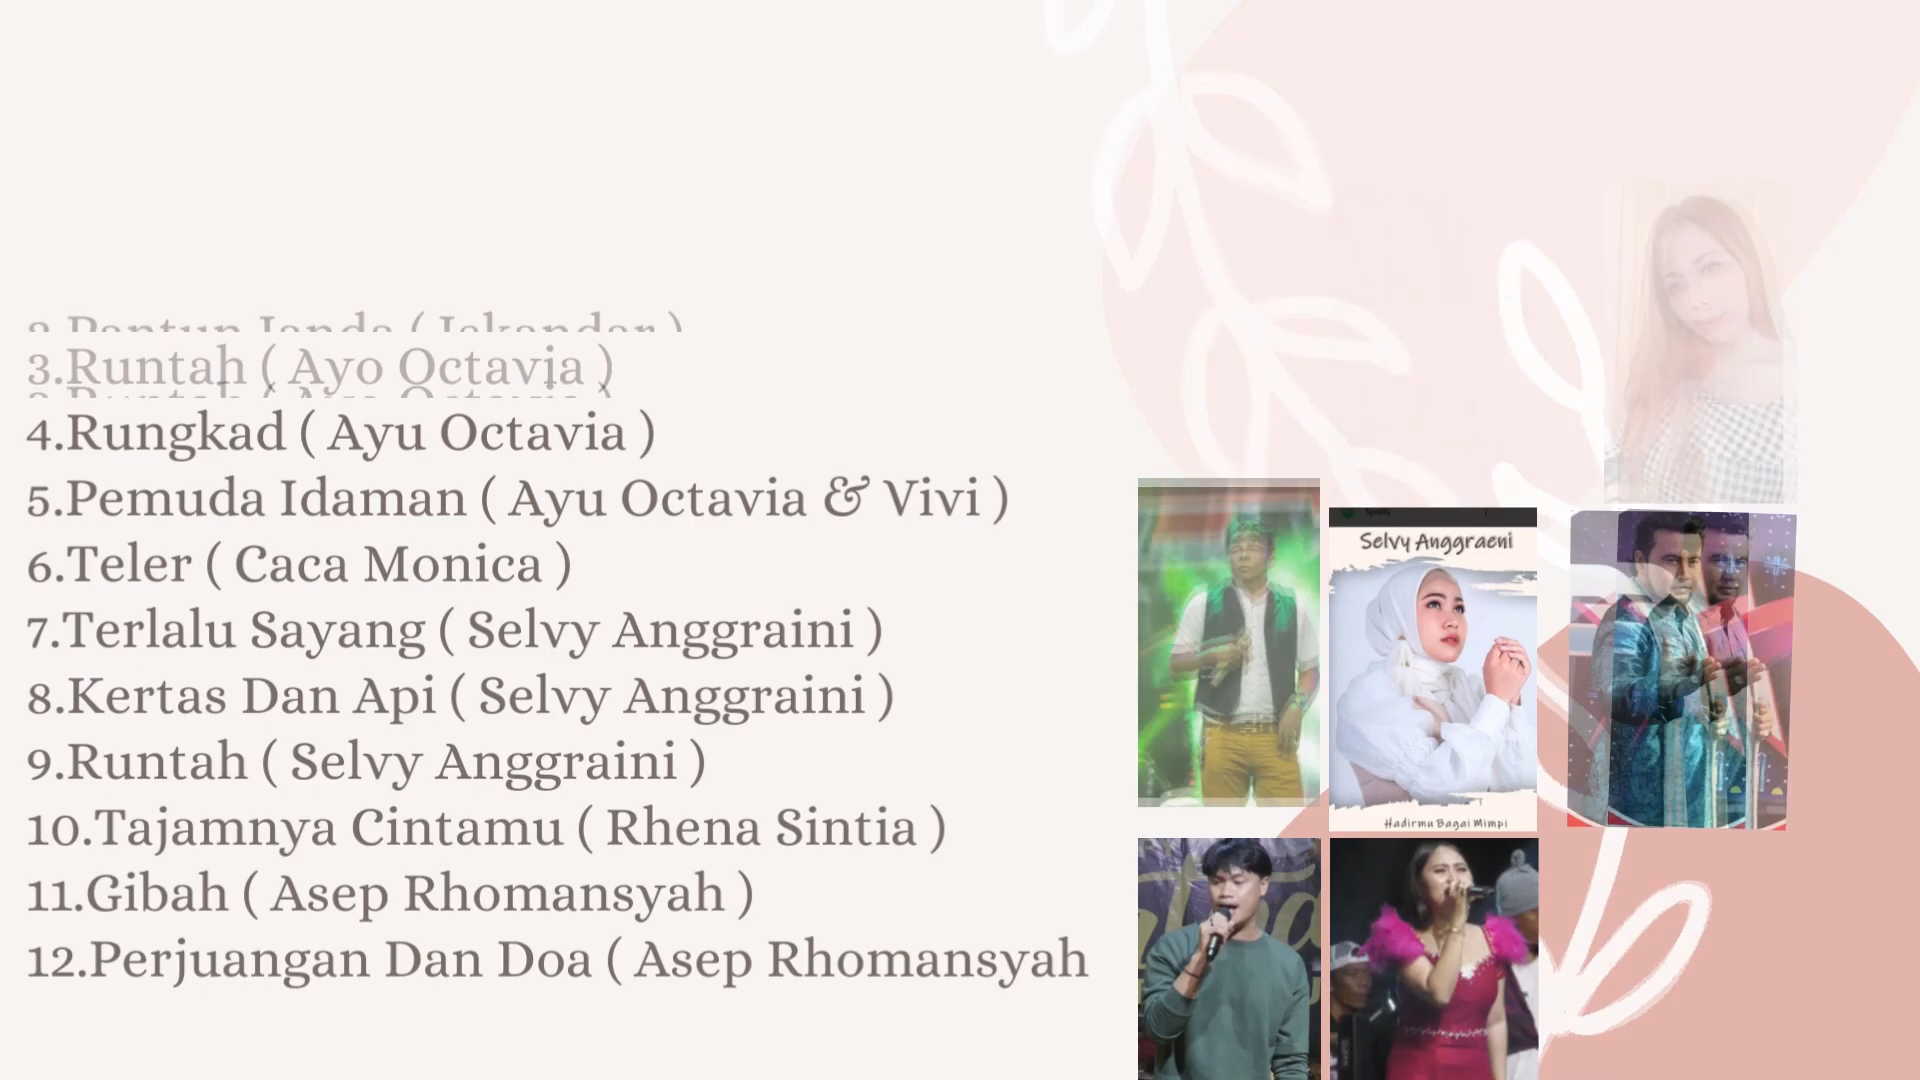 3.Runtah ( Ayo Octavia )
4.Rungkad ( Ayu Octavia )
5.Pemuda Idaman ( Ayu Octavia & Vivi )
6.Teler ( Caca Monica )
7.Terlalu Sayang ( Selvy Anggraini )
8.Kertas Dan Api ( Selvy Anggraini )
9.Runtah ( Selvy Anggraini )
10.Tajamnya Cintamu ( Rhena Sintia )
11.Gibah ( Asep Rhomansyah )
12.Perjuangan Dan Doa ( Asep Rhomansyah
Selvy Anggraeni
Hadirmu Bagai Mimpi